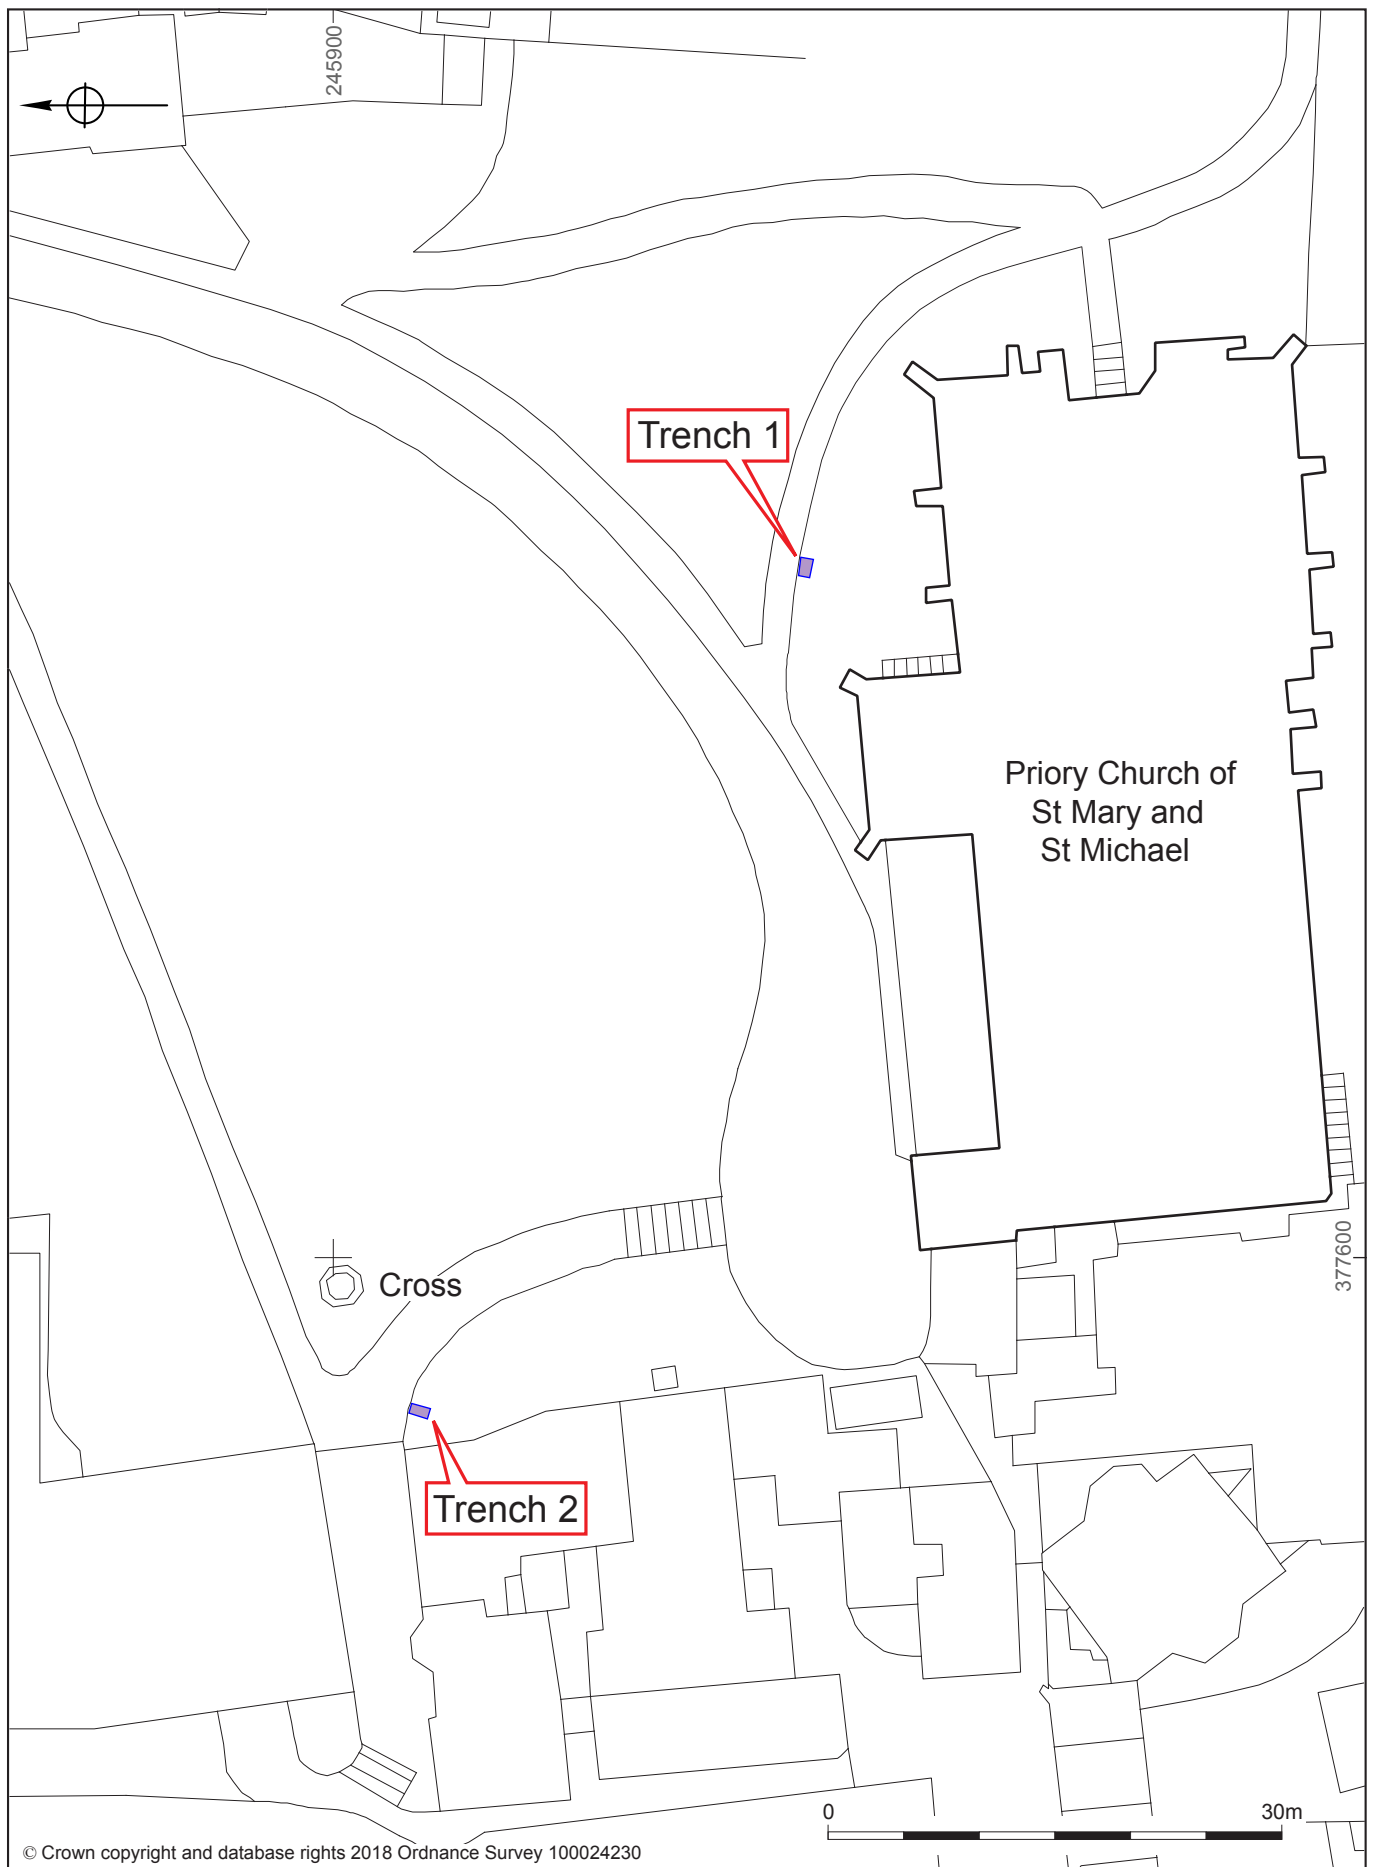 245900
Trench 1
Priory Church of
St Mary and
St Michael
377600
Cross
Trench 2
0 30m
© Crown copyright and database rights 2018 Ordnance Survey 100024230